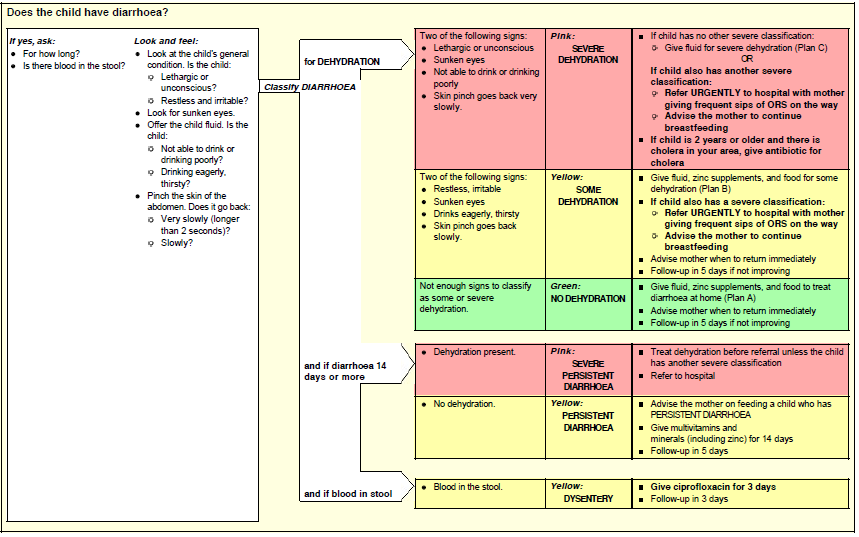 Does the child have diarrhoea?
If yes, ask:
For how long?
Is there blood in the stool?
Look and feel:
Look at the child's general
condition. Is the child:
Lethargic or
unconscious?
Restless and irritable?
Look for sunken eyes.
Offer the child fluid. Is the
child:
Not able to drink or
drinking poorly?
Drinking eagerly,
thirsty?
Pinch the skin of the
abdomen. Does it go back:
Very slowly (longer
than 2 seconds)?
Slowly?
Classify DIARRHOEA
for DEHYDRATION
Two of the following signs:
Lethargic or unconscious
Sunken eyes
Not able to drink or drinking
poorly
Skin pinch goes back very
slowly.
Pink:
SEVERE
DEHYDRATION
If child has no other severe classification:
Give fluid for severe dehydration (Plan C)
OR
If child also has another severe
classification:
Refer URGENTLY to hospital with mother
giving frequent sips of ORS on the way
Advise the mother to continue
breastfeeding
If child is 2 years or older and there is
cholera in your area, give antibiotic for
cholera
Two of the following signs:
Restless, irritable
Sunken eyes
Drinks eagerly, thirsty
Skin pinch goes back
slowly.
Yellow:
SOME
DEHYDRATION
Give fluid, zinc supplements, and food for some
dehydration (Plan B)
If child also has a severe classification:
Refer URGENTLY to hospital with mother
giving frequent sips of ORS on the way
Advise the mother to continue
breastfeeding
Advise mother when to return immediately
Follow-up in 5 days if not improving
Not enough signs to classify
as some or severe
dehydration.
Green:
NO DEHYDRATION
Give fluid, zinc supplements, and food to treat
diarrhoea at home (Plan A)
Advise mother when to return immediately
Follow-up in 5 days if not improving
and if diarrhoea 14
days or more
Dehydration present.
Pink:
SEVERE
PERSISTENT
DIARRHOEA
Treat dehydration before referral unless the child
has another severe classification
Refer to hospital
No dehydration.
Yellow:
PERSISTENT
DIARRHOEA
Advise the mother on feeding a child who has
PERSISTENT DIARRHOEA
Give multivitamins and
minerals (including zinc) for 14 days
Follow-up in 5 days
and if blood in stool
Blood in the stool.
Yellow:
DYSENTERY
Give ciprofloxacin for 3 days
Follow-up in 3 days